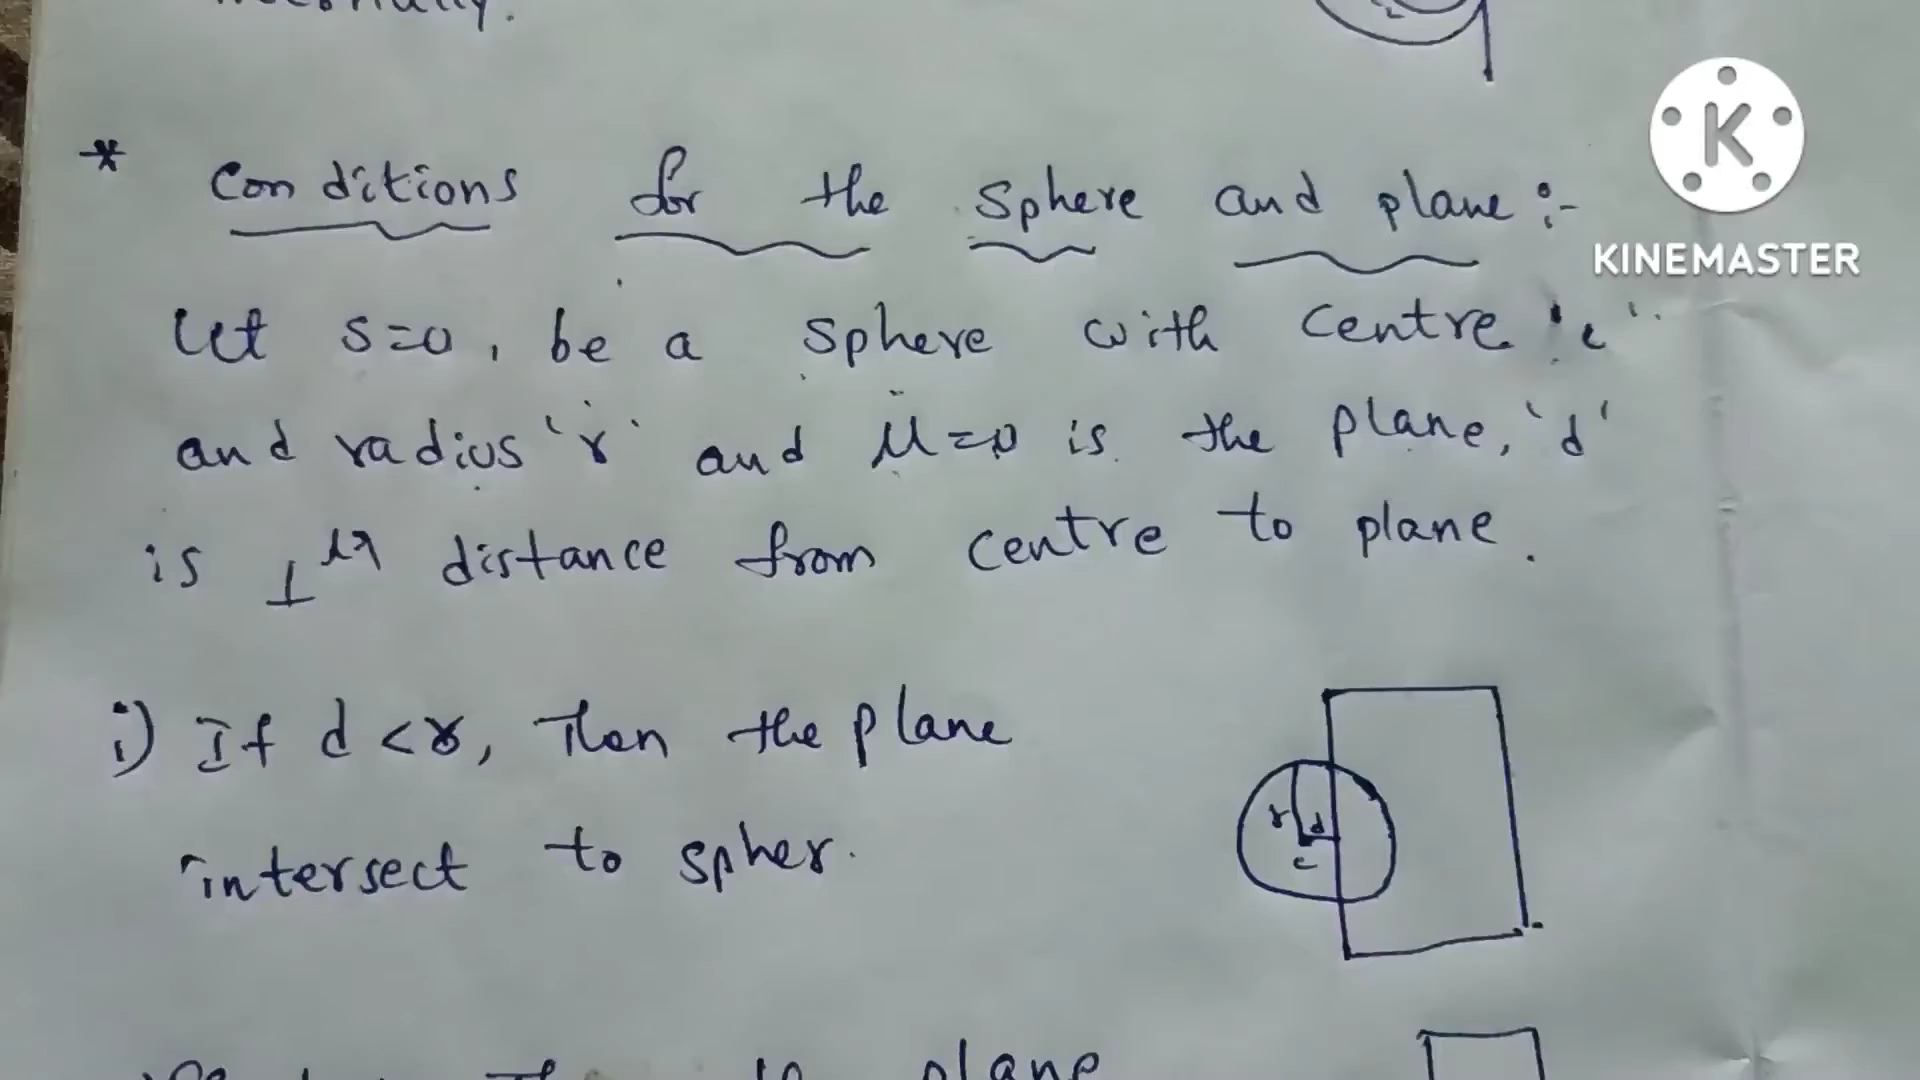 * Conditions for the sphere and plane :-
KINEMASTER
Let s=0, be a sphere with centre 'c'
and radius 'r' and u=0 is the plane, 'd'
is ⊥ʳ distance from centre to plane.
i) If d<r, Then the plane
intersect to spher.
r d
c
plane